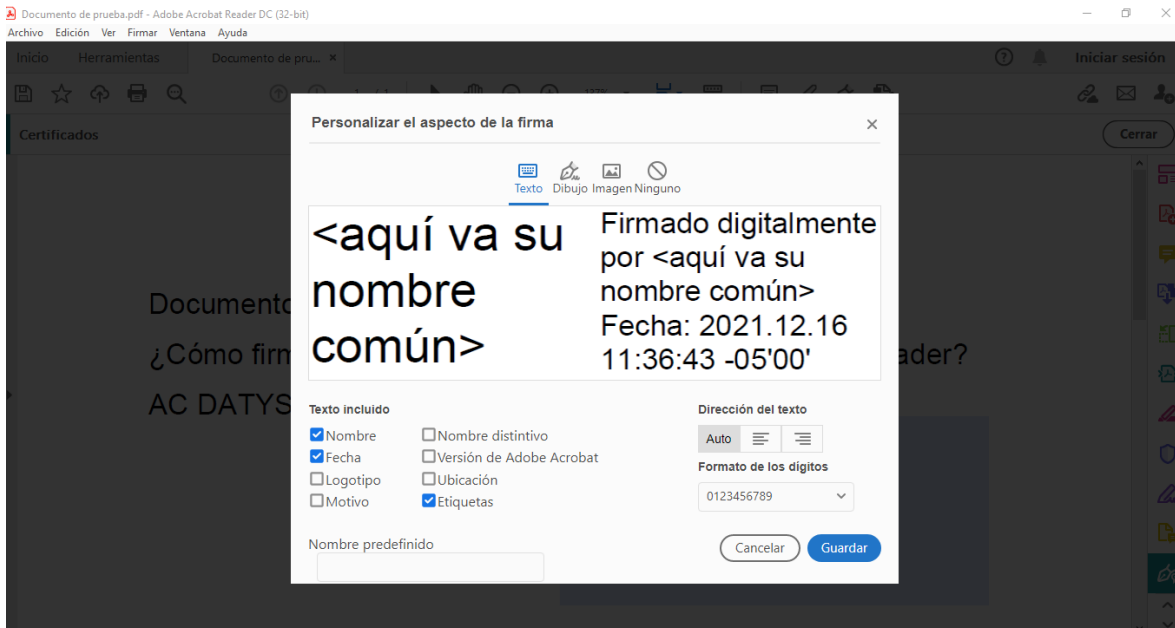 Documento de prueba.pdf - Adobe Acrobat Reader DC (32-bit)
Archivo Edición Ver Firmar Ventana Ayuda
Inicio Herramientas Documento de pru... ×
Iniciar sesión
Certificados
Cerrar
Personalizar el aspecto de la firma
Texto Dibujo Imagen Ninguno
<aquí va su
nombre
común>
Firmado digitalmente
por <aquí va su
nombre común>
Fecha: 2021.12.16
11:36:43 -05'00'
Documento
¿Cómo firm
ader?
AC DATYS
Texto incluido
Nombre
Fecha
Logotipo
Motivo
Nombre distintivo
Versión de Adobe Acrobat
Ubicación
Etiquetas
Dirección del texto
Auto
Formato de los dígitos
0123456789
Nombre predefinido
Cancelar Guardar